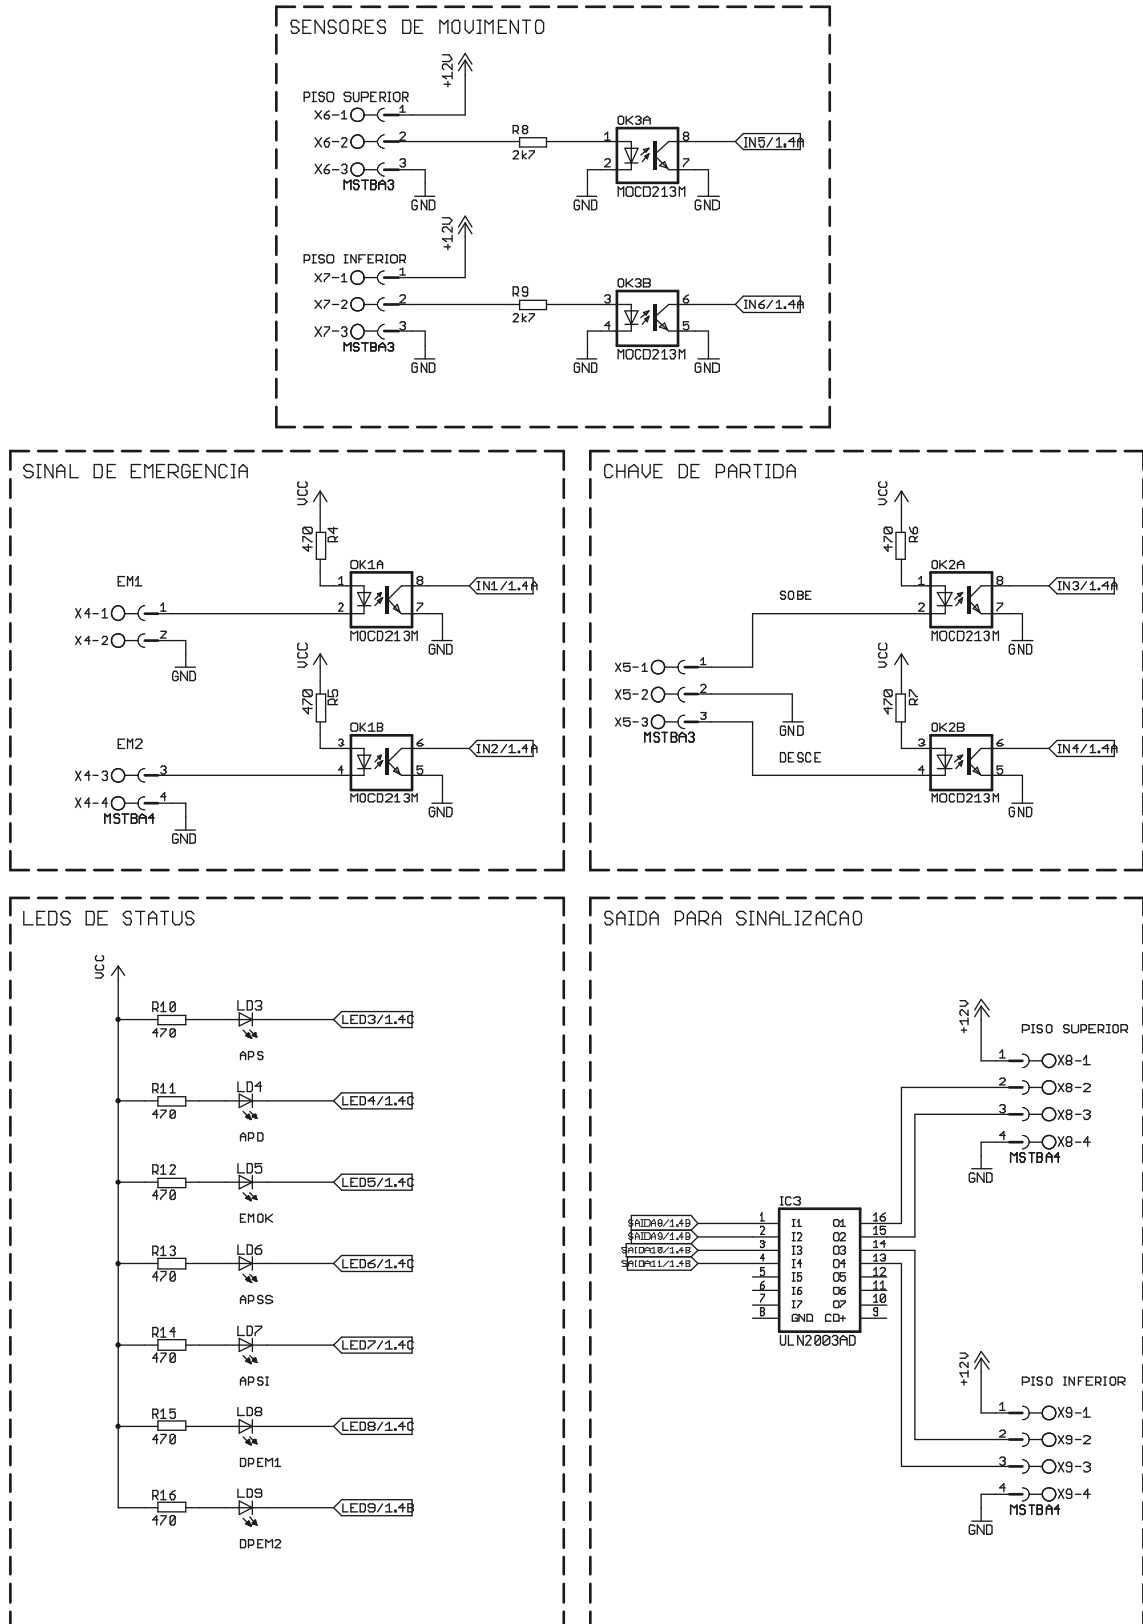 SENSORES DE MOVIMENTO
+12V
PISO SUPERIOR
X6-1 1
X6-2 2
X6-3 3
MSTBA3
GND
R8
2k7
OK3A
1 8
2 7
MOCD213M
GND
GND
IN5/1.4A
+12V
PISO INFERIOR
X7-1 1
X7-2 2
X7-3 3
MSTBA3
GND
R9
2k7
OK3B
3 6
4 5
MOCD213M
GND
GND
IN6/1.4A
SINAL DE EMERGENCIA
VCC
470 R4
OK1A
EM1
1 8
IN1/1.4A
X4-1 1
2 7
MOCD213M
X4-2 2
GND
GND
VCC
470 R5
OK1B
EM2
3 6
IN2/1.4A
X4-3 3
4 5
MOCD213M
X4-4 4
MSTBA4
GND
GND
CHAVE DE PARTIDA
VCC
470 R6
OK2A
SOBE
1 8
IN3/1.4A
2 7
MOCD213M
GND
X5-1 1
X5-2 2
X5-3 3
MSTBA3
GND
DESCE
VCC
470 R7
OK2B
3 6
IN4/1.4A
4 5
MOCD213M
GND
LEDS DE STATUS
VCC
R10 LD3
LED3/1.4C
470
APS
R11 LD4
LED4/1.4C
470
APD
R12 LD5
LED5/1.4C
470
EMOK
R13 LD6
LED6/1.4C
470
APSS
R14 LD7
LED7/1.4C
470
APSI
R15 LD8
LED8/1.4C
470
DPEM1
R16 LD9
LED9/1.4B
470
DPEM2
SAIDA PARA SINALIZACAO
+12V
PISO SUPERIOR
1 X8-1
2 X8-2
3 X8-3
4 X8-4
MSTBA4
GND
IC3
SAIDA8/1.4B 1 I1 O1 16
SAIDA9/1.4B 2 I2 O2 15
SAIDA10/1.4B 3 I3 O3 14
SAIDA11/1.4B 4 I4 O4 13
5 I5 O5 12
6 I6 O6 11
7 I7 O7 10
8 GND CD+ 9
ULN2003AD
+12V
PISO INFERIOR
1 X9-1
2 X9-2
3 X9-3
4 X9-4
MSTBA4
GND